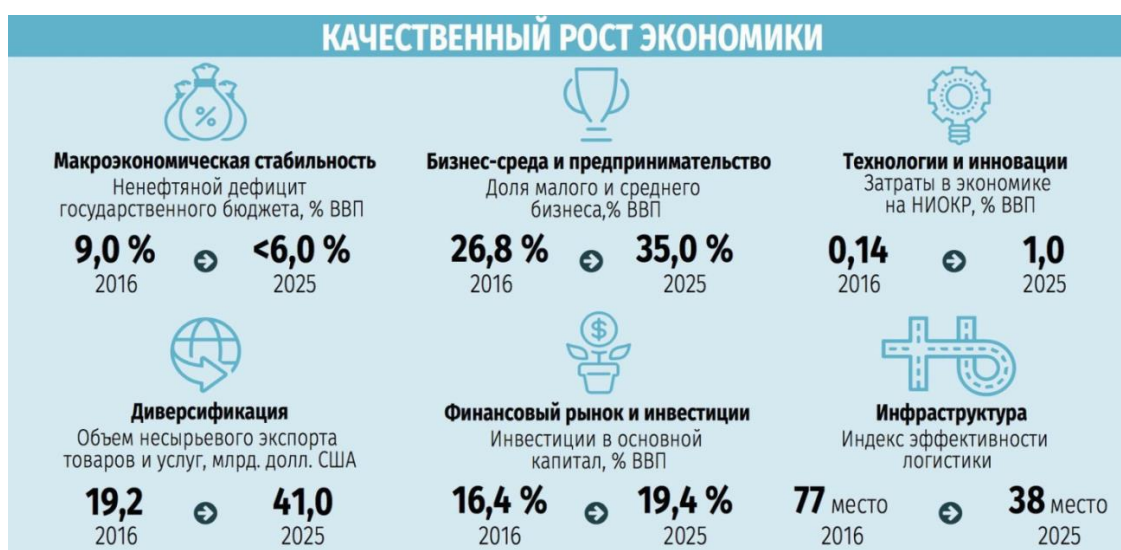 КАЧЕСТВЕННЫЙ РОСТ ЭКОНОМИКИ
%
Макроэкономическая стабильность
Ненефтяной дефицит
государственного бюджета, % ВВП
9,0 %
<6,0 %
2016
2025
Бизнес-среда и предпринимательство
Доля малого и среднего
бизнеса,% ВВП
26,8 %
35,0 %
2016
2025
Технологии и инновации
Затраты в экономике
на НИОКР, % ВВП
0,14
1,0
2016
2025
Диверсификация
Объем несырьевого экспорта
товаров и услуг, млрд. долл. США
19,2
41,0
2016
2025
$
Финансовый рынок и инвестиции
Инвестиции в основной
капитал, % ВВП
16,4 %
19,4 %
2016
2025
Инфраструктура
Индекс эффективности
логистики
77 место
38 место
2016
2025